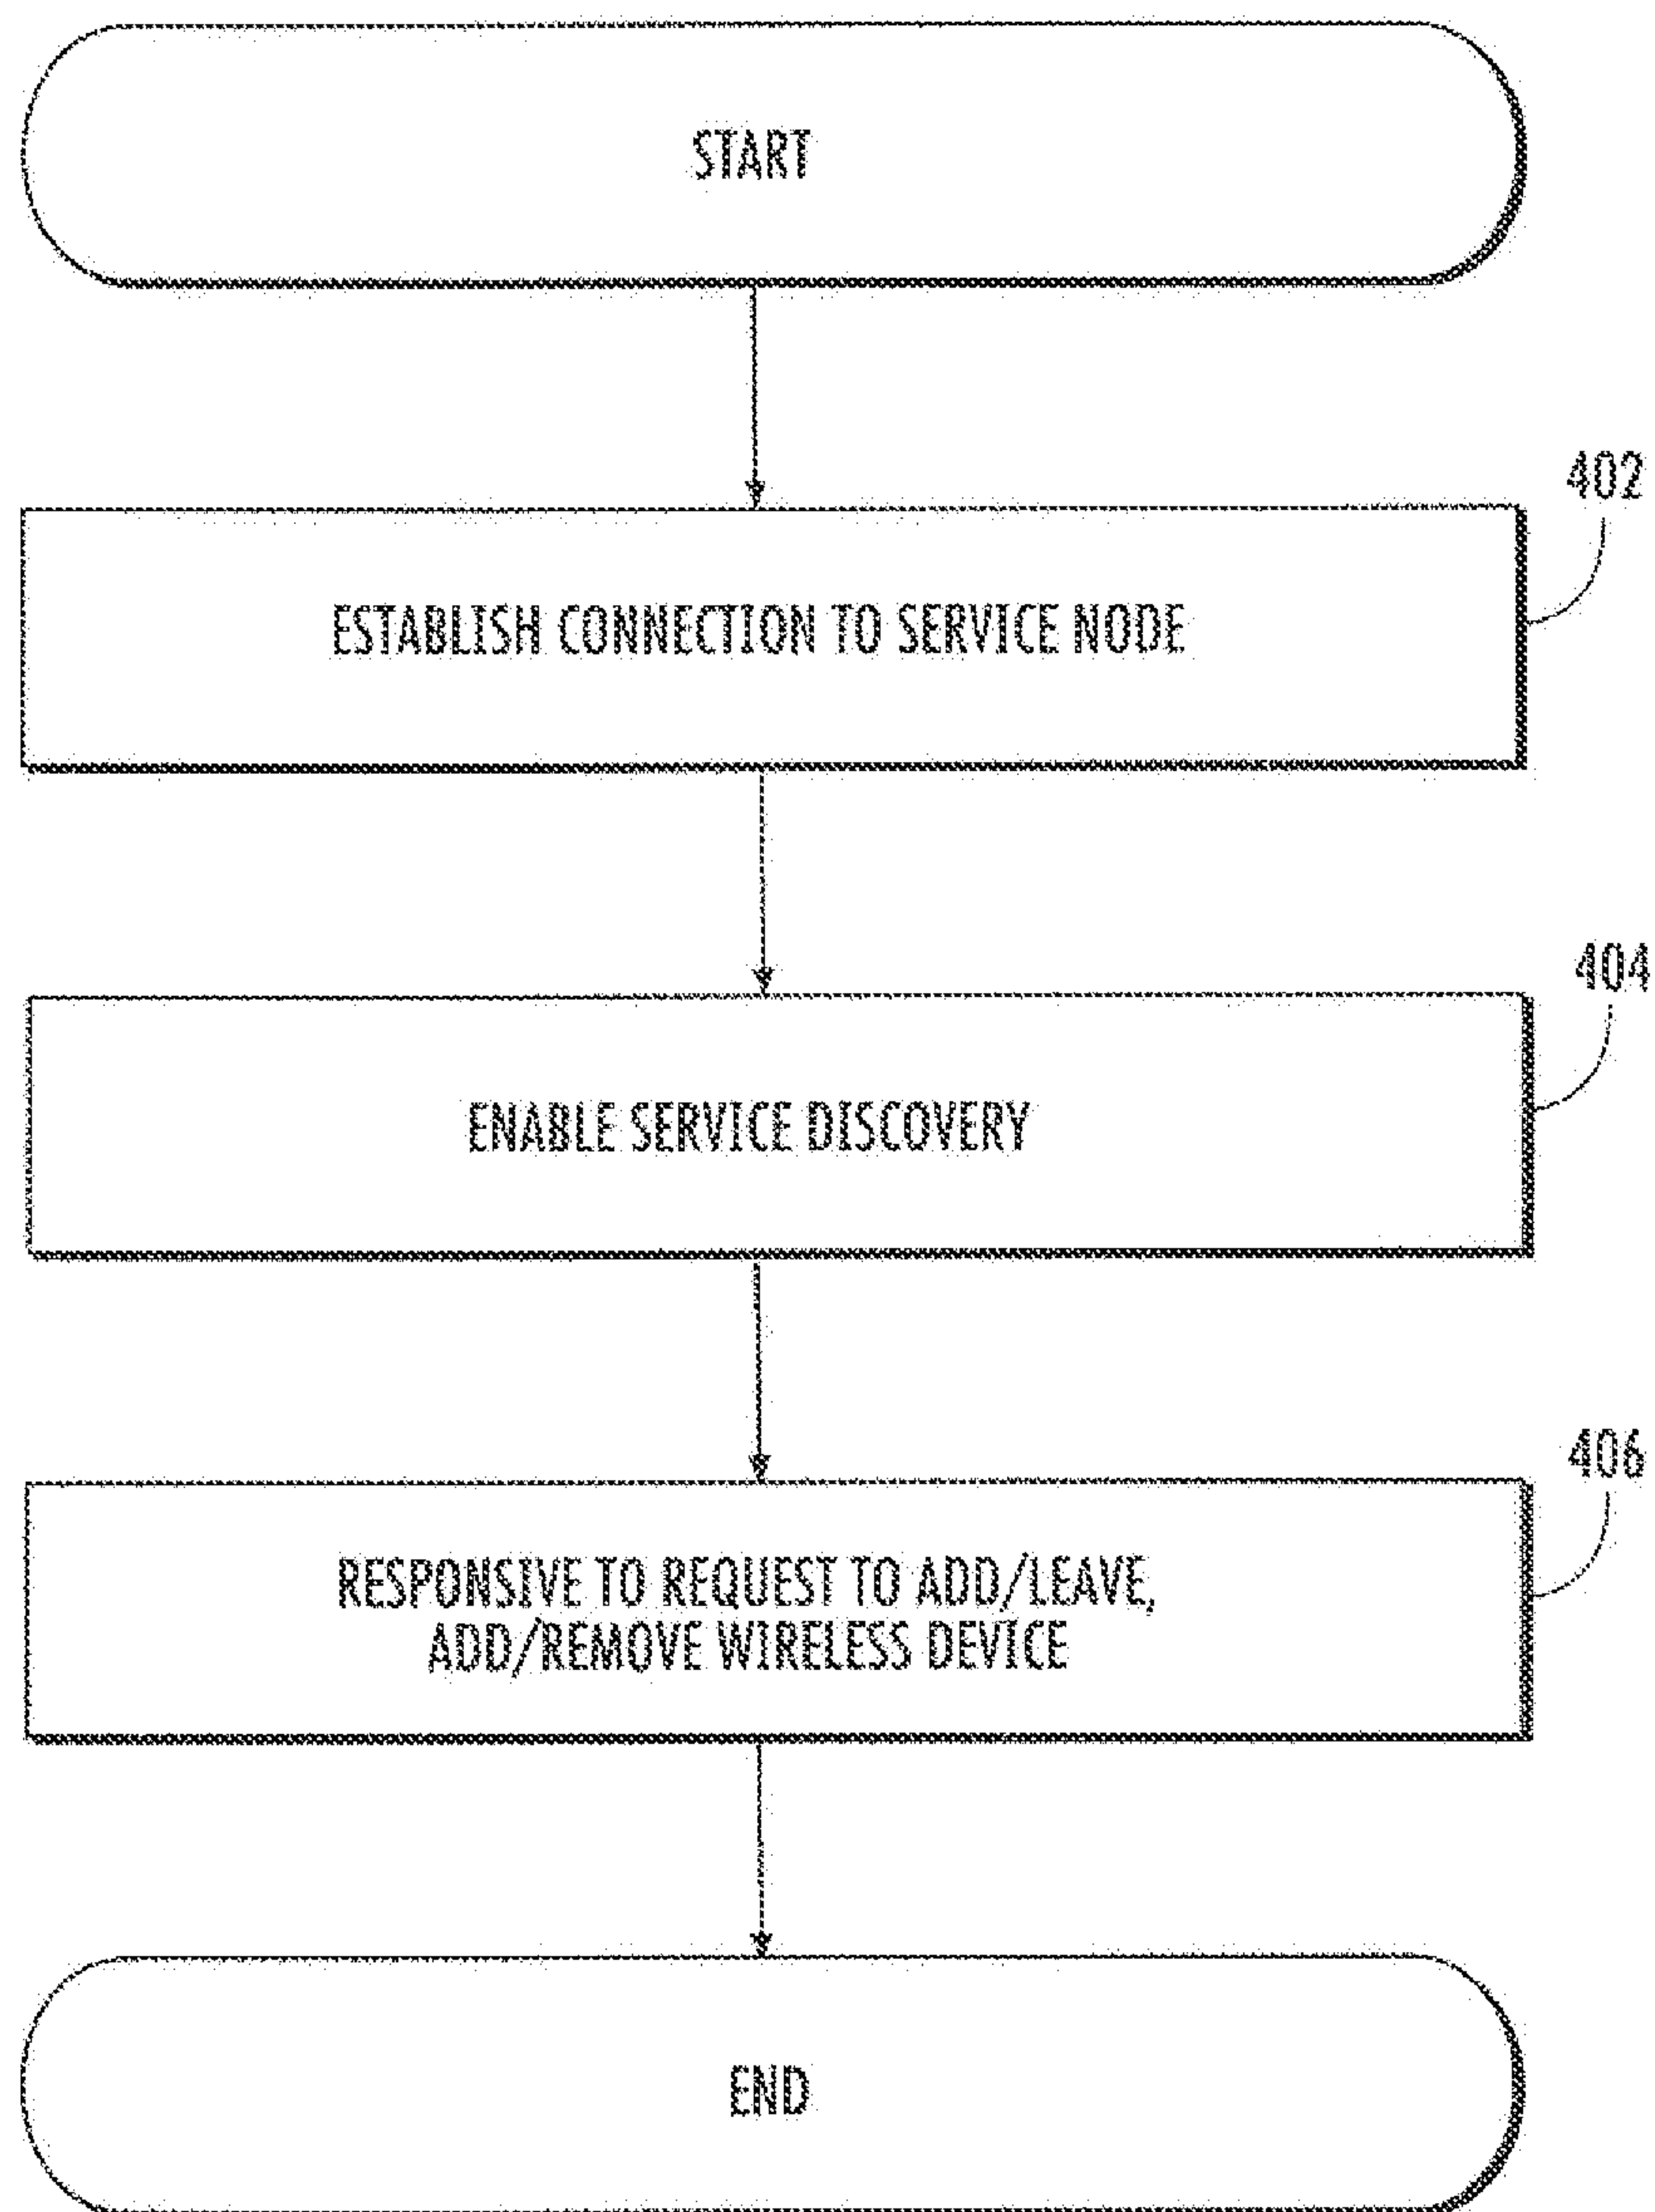 START
402
ESTABLISH CONNECTION TO SERVICE NODE
404
ENABLE SERVICE DISCOVERY
406
RESPONSIVE TO REQUEST TO ADD/LEAVE,
ADD/REMOVE WIRELESS DEVICE
END